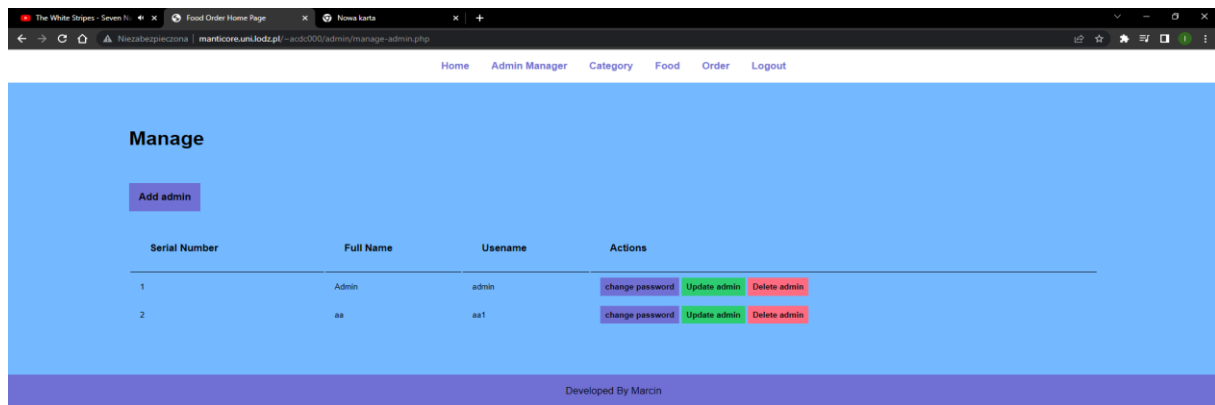 The White Stripes - Seven N Food Order Home Page Nowa karta
Niezabezpieczona | manticore.uni.lodz.pl/~acdc000/admin/manage-admin.php
Home Admin Manager Category Food Order Logout
Manage
Add admin
Serial Number Full Name Usename Actions
1 Admin admin change password Update admin Delete admin
2 aa aa1 change password Update admin Delete admin
Developed By Marcin